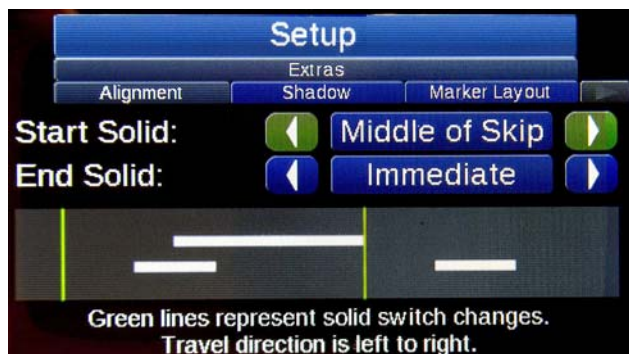 Setup
Extras
Alignment Shadow Marker Layout
Start Solid: Middle of Skip
End Solid: Immediate
Green lines represent solid switch changes.
Travel direction is left to right.